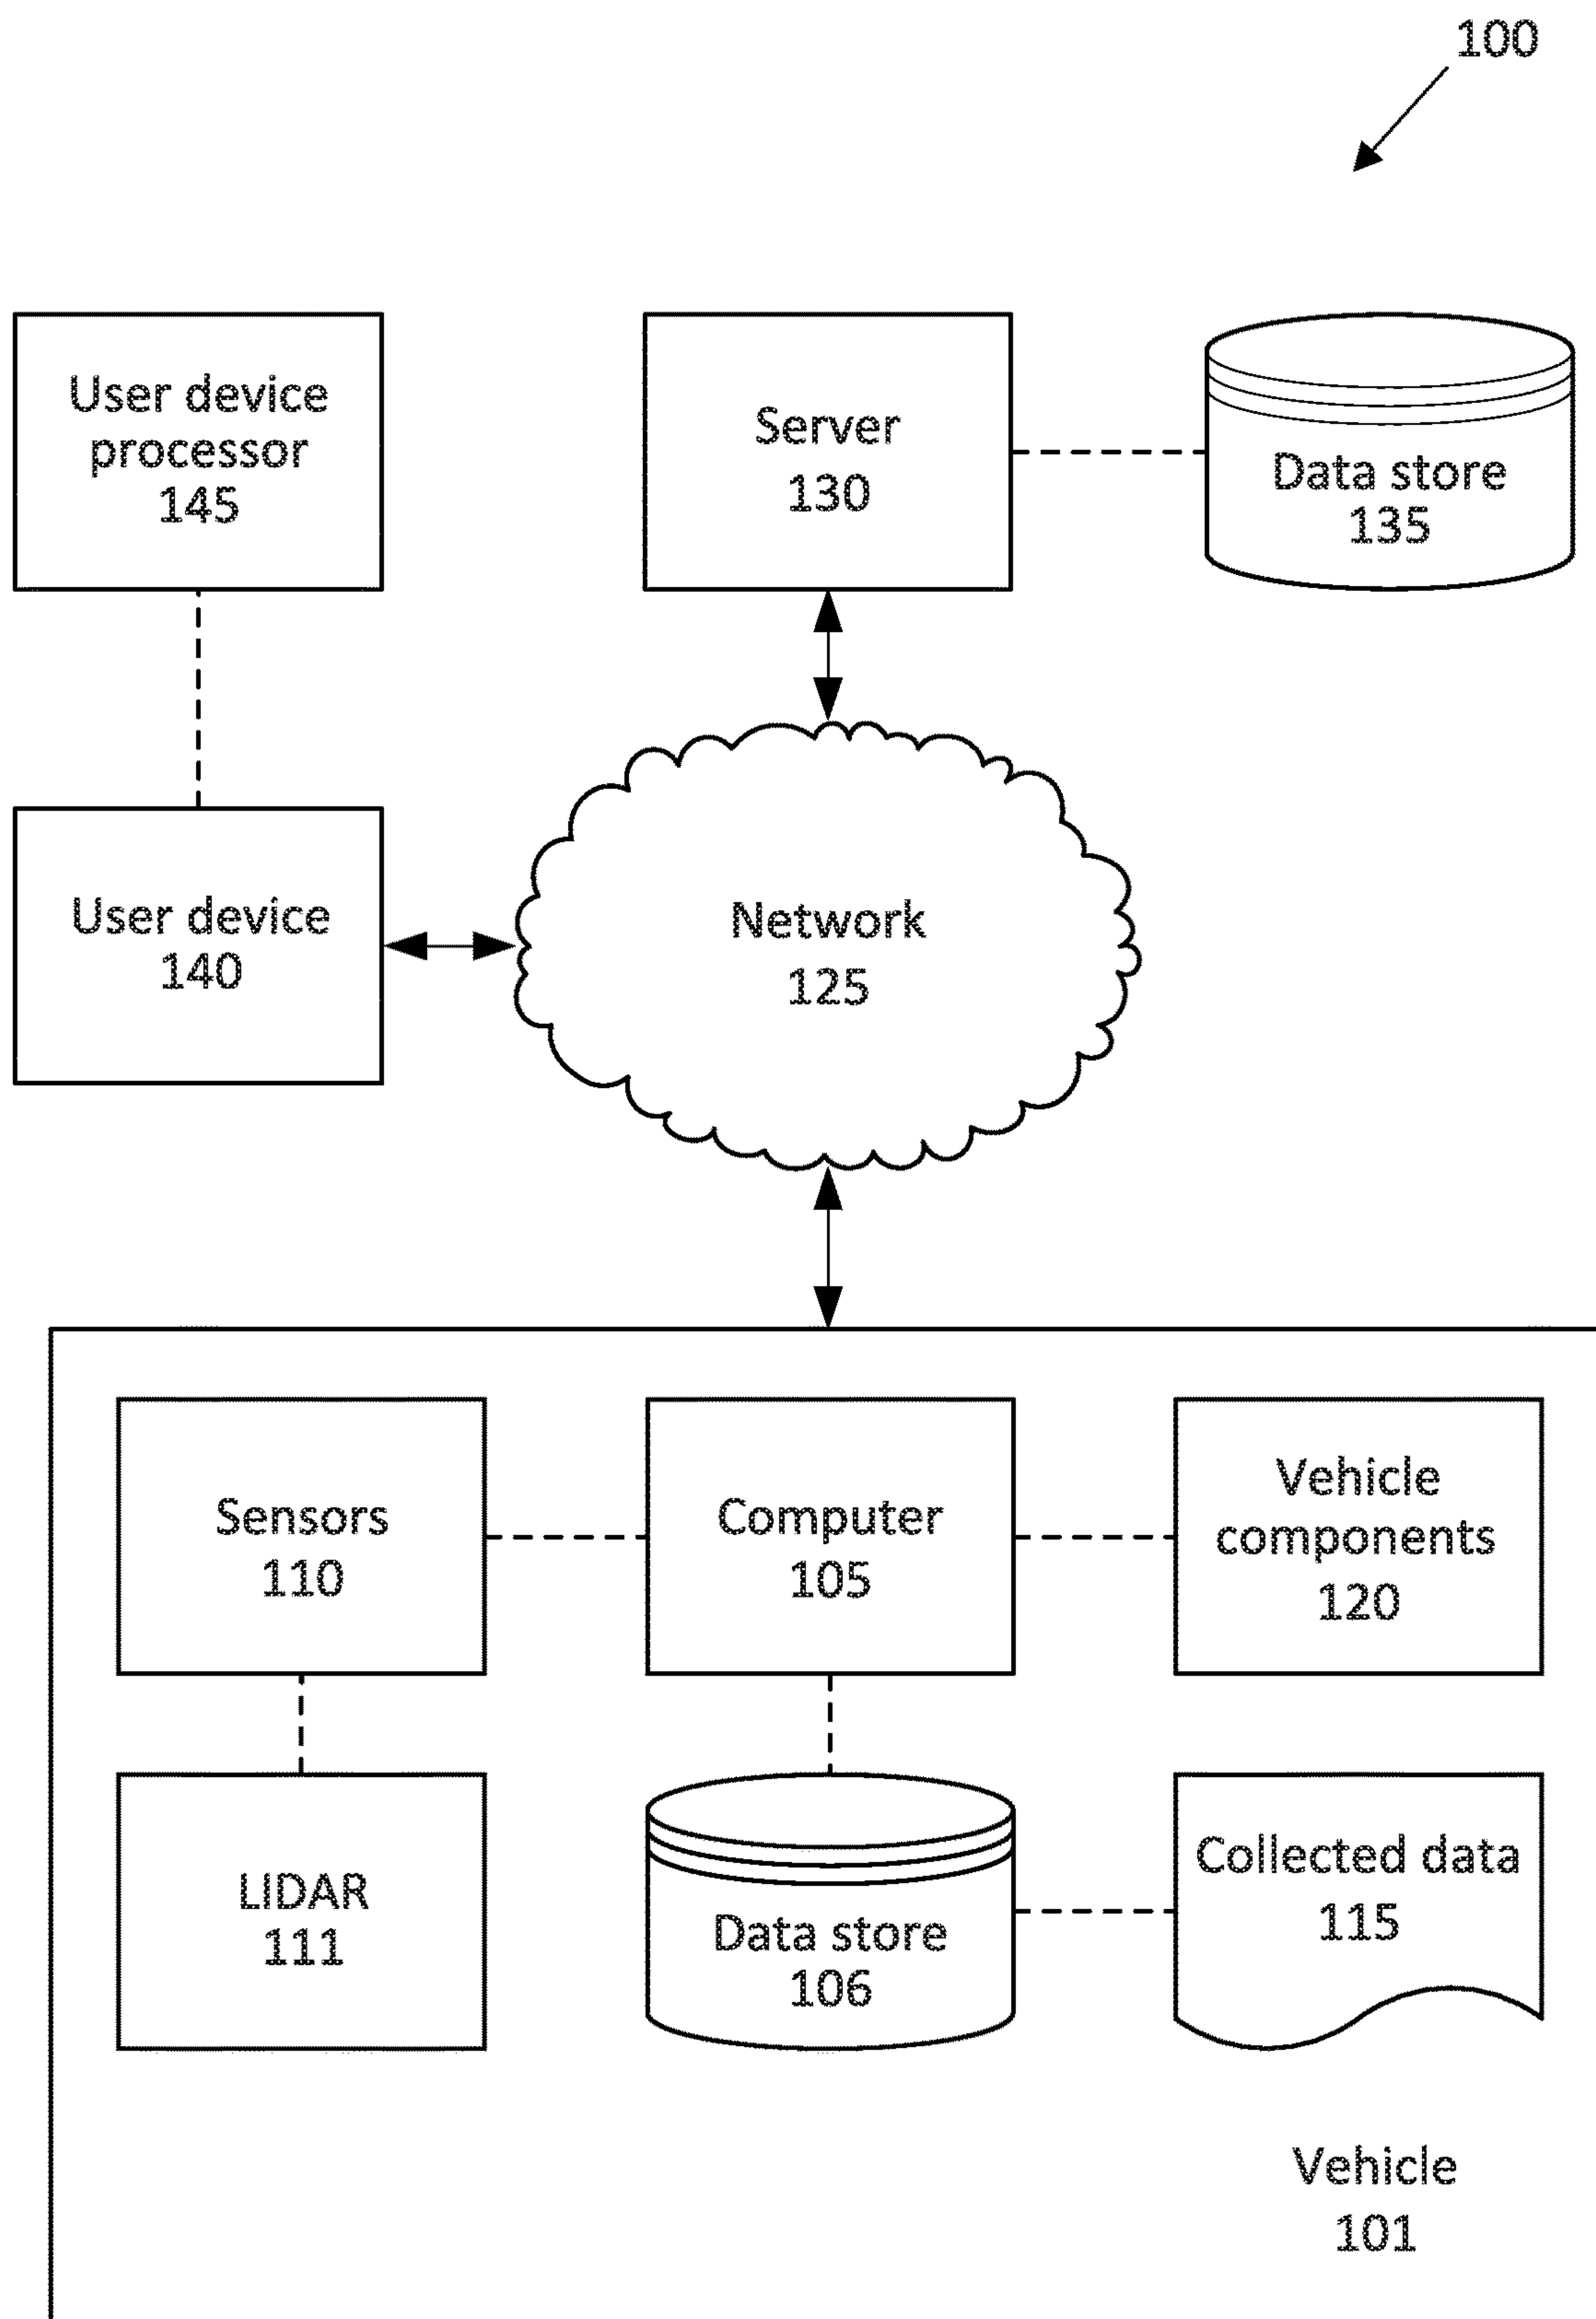 100
User device
processor
145
Server
130
Data store
135
User device
140
Network
125
Sensors
110
Computer
105
Vehicle
components
120
LIDAR
111
Data store
106
Collected data
115
Vehicle
101